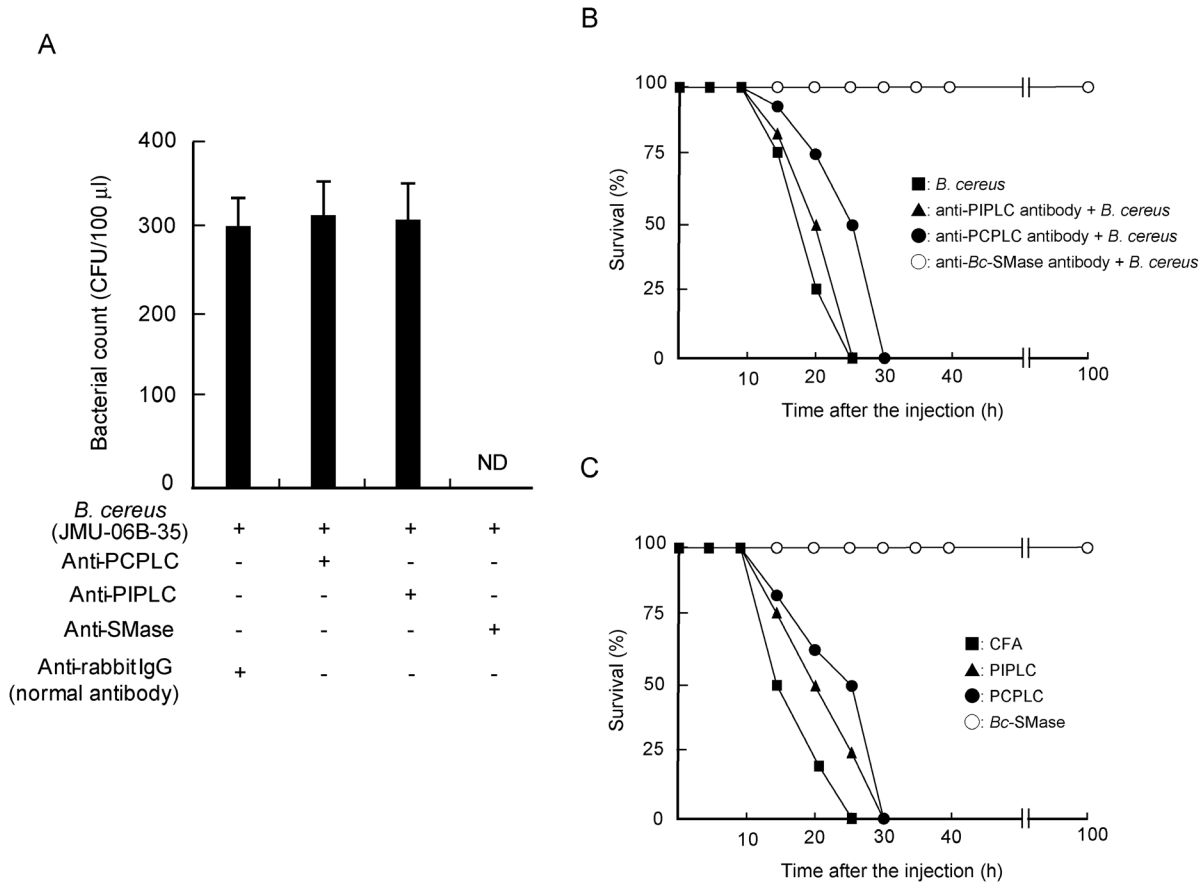 A
400
300
200
100
0
Bacterial count (CFU/100 μl)
ND
B. cereus
(JMU-06B-35) + + + +
Anti-PCPLC - + - -
Anti-PIPLC - - + -
Anti-SMase - - - +
Anti-rabbit IgG
(normal antibody) + - - -
B
100
75
50
25
0
Survival (%)
10 20 30 40 100
Time after the injection (h)
: B. cereus
: anti-PIPLC antibody + B. cereus
: anti-PCPLC antibody + B. cereus
: anti-Bc-SMase antibody + B. cereus
C
100
75
50
25
0
Survival (%)
10 20 30 40 100
Time after the injection (h)
: CFA
: PIPLC
: PCPLC
: Bc-SMase